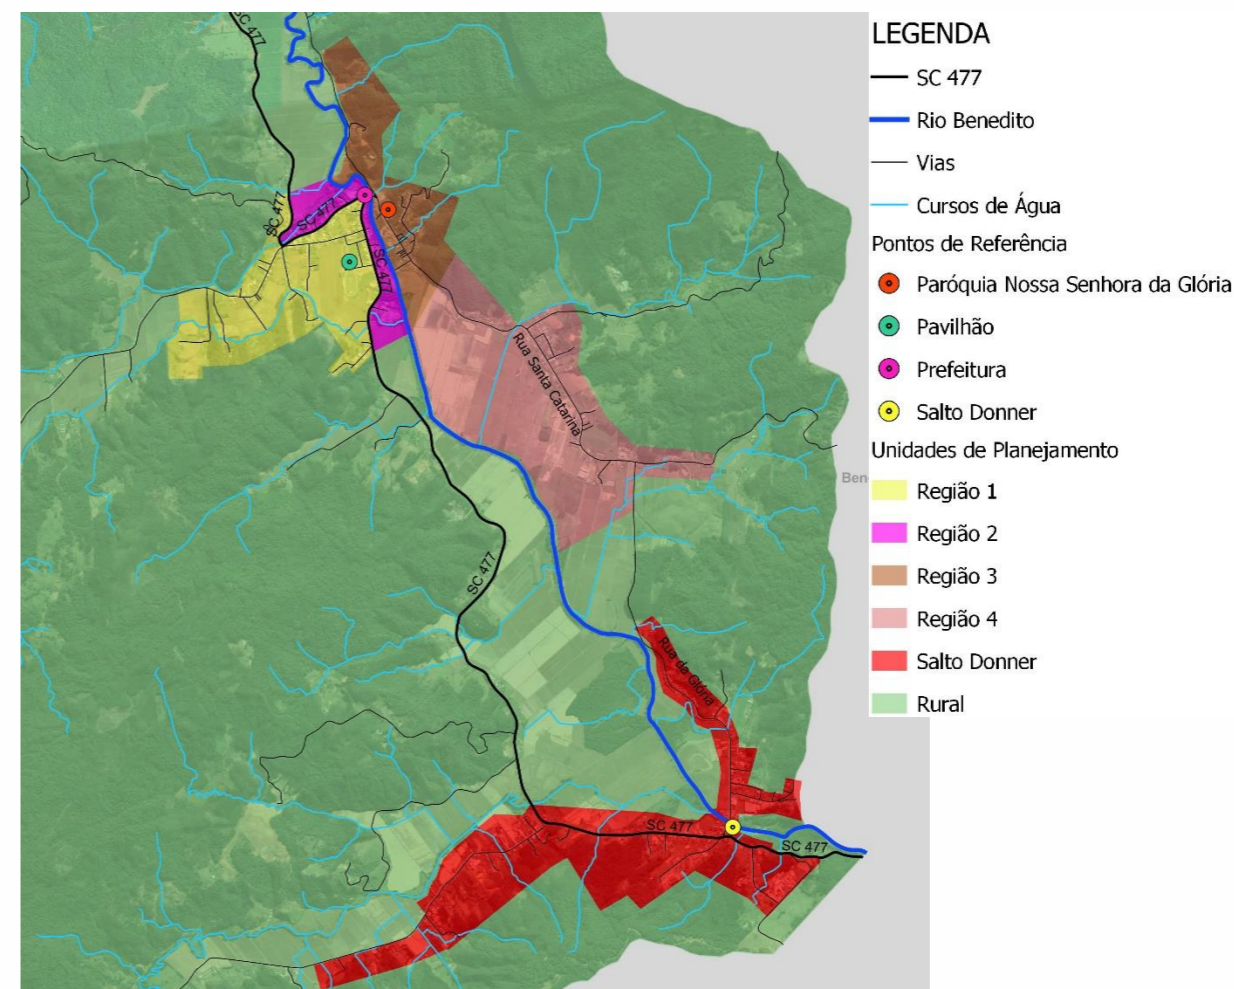 SC 477
SC 477
SC 477
SC 477
Rua Santa Catarina
SC 477
Rua da Glória
SC 477
SC 477
Ben
LEGENDA
SC 477
Rio Benedito
Vias
Cursos de Água
Pontos de Referência
Paróquia Nossa Senhora da Glória
Pavilhão
Prefeitura
Salto Donner
Unidades de Planejamento
Região 1
Região 2
Região 3
Região 4
Salto Donner
Rural